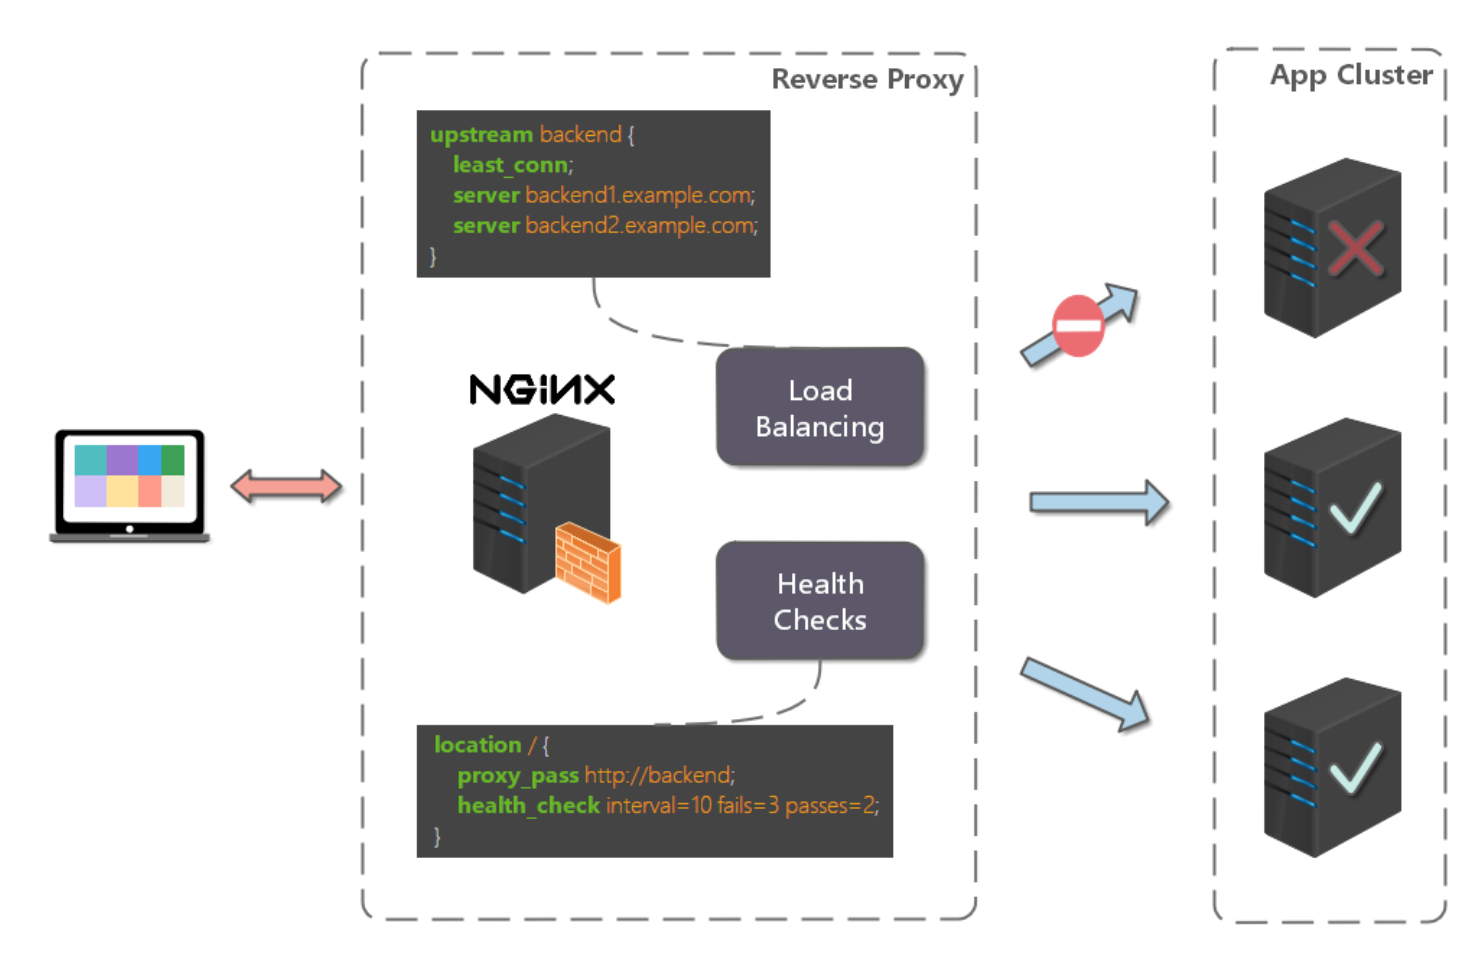 Reverse Proxy
App Cluster
upstream backend {
least_conn;
server backend1.example.com;
server backend2.example.com;
}
NGiNX
Load
Balancing
Health
Checks
location / {
proxy_pass http://backend;
health_check interval=10 fails=3 passes=2;
}